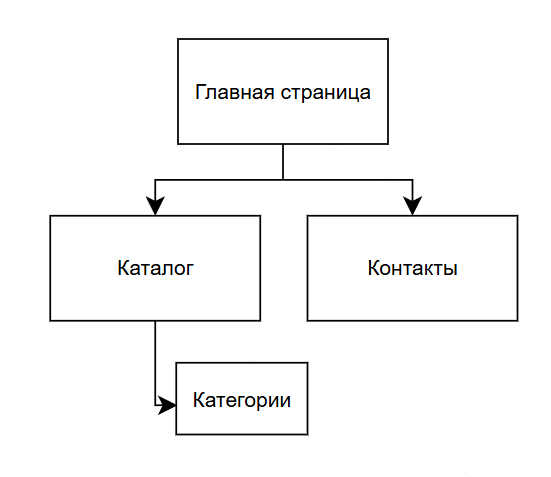 Главная страница
Каталог
Контакты
Категории